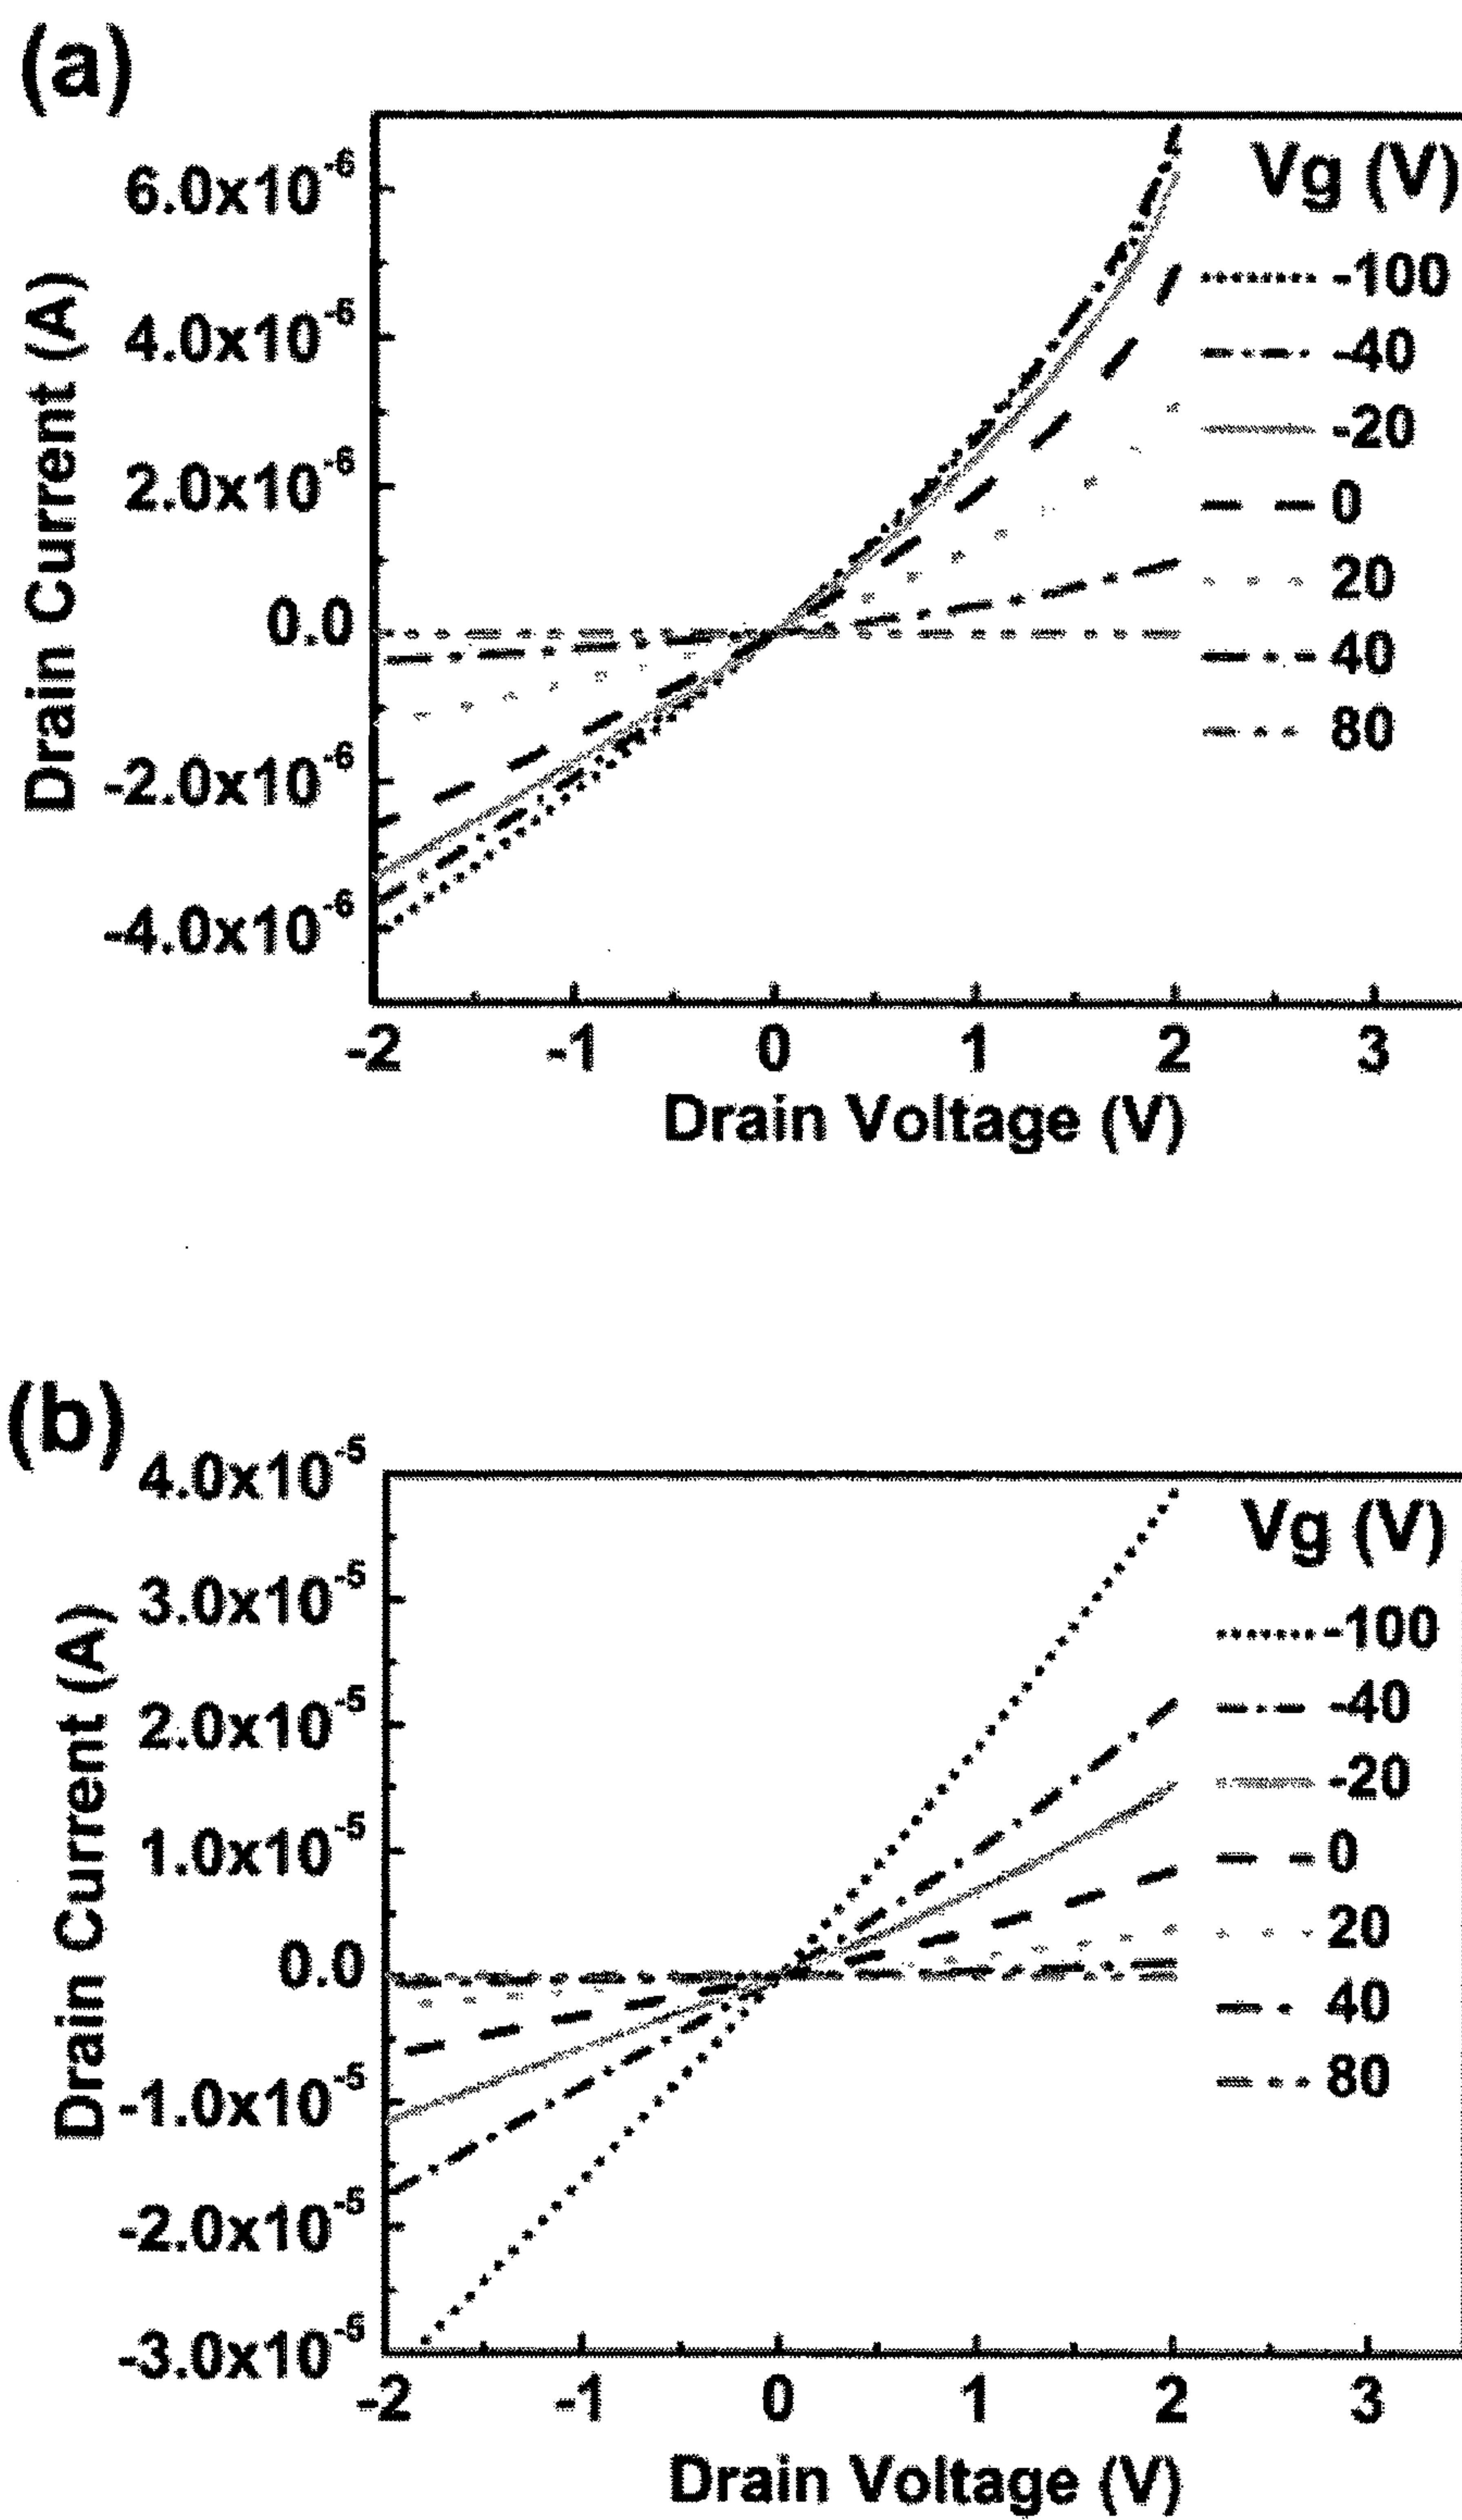 (a)
Vg (V)
6.0x10⁻⁶
-100
4.0x10⁻⁶
-40
-20
2.0x10⁻⁶
0
20
0.0
40
80
-2.0x10⁻⁶
-4.0x10⁻⁶
Drain Current (A)
-2 -1 0 1 2 3
Drain Voltage (V)
(b)
4.0x10⁻⁵
Vg (V)
3.0x10⁻⁵
-100
2.0x10⁻⁵
-40
-20
1.0x10⁻⁵
0
20
0.0
40
80
-1.0x10⁻⁵
-2.0x10⁻⁵
-3.0x10⁻⁵
Drain Current (A)
-2 -1 0 1 2 3
Drain Voltage (V)